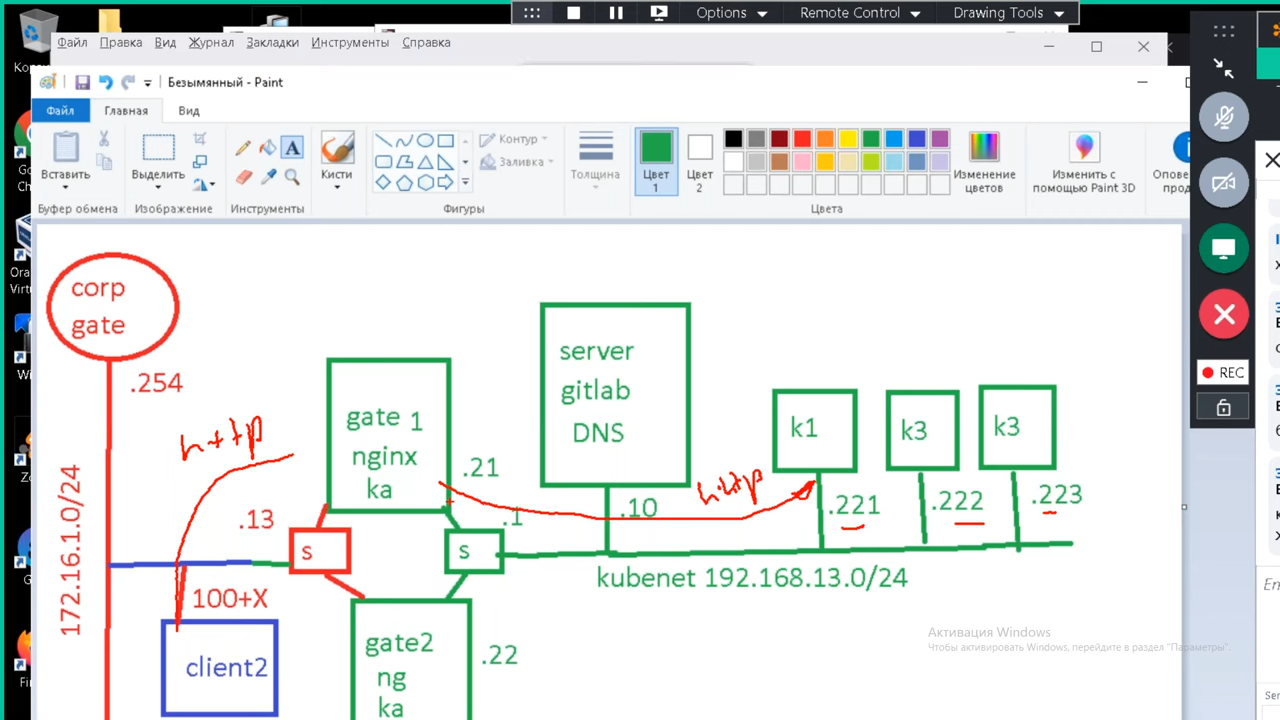 Options
Remote Control
Drawing Tools
Файл Правка Вид Журнал Закладки Инструменты Справка
Безымянный - Paint
Файл Главная Вид
Вставить
Выделить
Кисти
Контур
Заливка
Толщина
Цвет
1
Цвет
2
Изменение
цветов
Изменить с
помощью Paint 3D
Буфер обмена
Изображение
Инструменты
Фигуры
Цвета
REC
corp
gate
.254
172.16.1.0/24
http
.13
s
100+X
client2
gate 1
nginx
ka
.21
.1
s
gate2
ng
ka
.22
server
gitlab
DNS
.10
http
k1
k3
k3
.221
.222
.223
kubenet 192.168.13.0/24
Активация Windows
Чтобы активировать Windows, перейдите в раздел "Параметры".